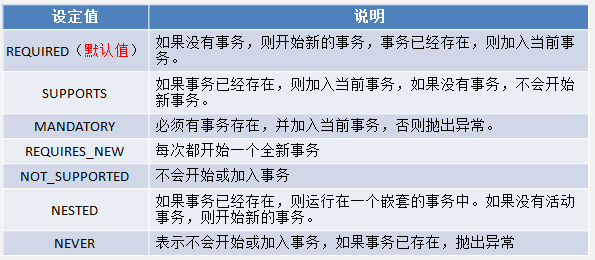 设定值 说明
REQUIRED（默认值） 如果没有事务，则开始新的事务，事务已经存在，则加入当前事
务。
SUPPORTS 如果事务已经存在，则加入当前事务，如果没有事务，不会开始
新事务。
MANDATORY 必须有事务存在，并加入当前事务，否则抛出异常。
REQUIRES_NEW 每次都开始一个全新事务
NOT_SUPPORTED 不会开始或加入事务
NESTED 如果事务已经存在，则运行在一个嵌套的事务中。如果没有活动
事务，则开始新的事务。
NEVER 表示不会开始或加入事务，如果事务已存在，抛出异常